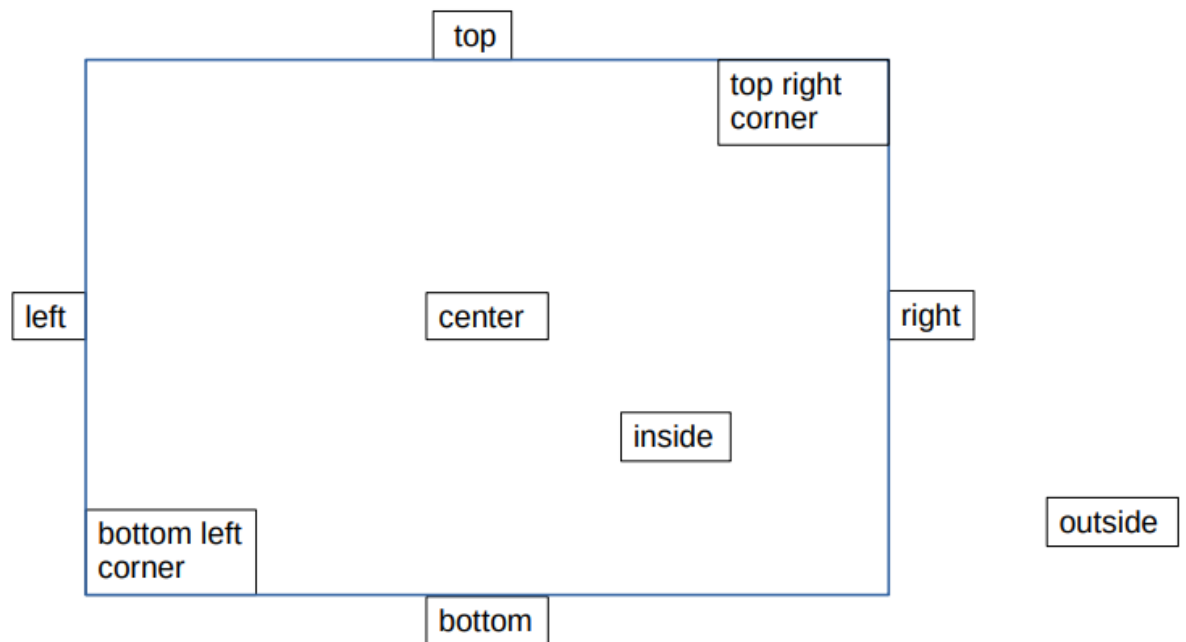 top
top right
corner
left
center
right
inside
outside
bottom left
corner
bottom